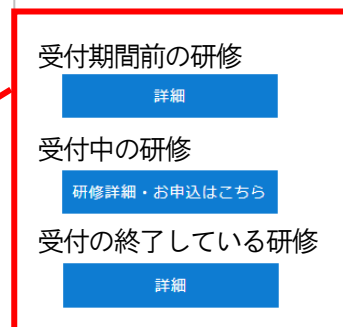 受付期間前の研修
詳細
受付中の研修
研修詳細・お申込はこちら
受付の終了している研修
詳細